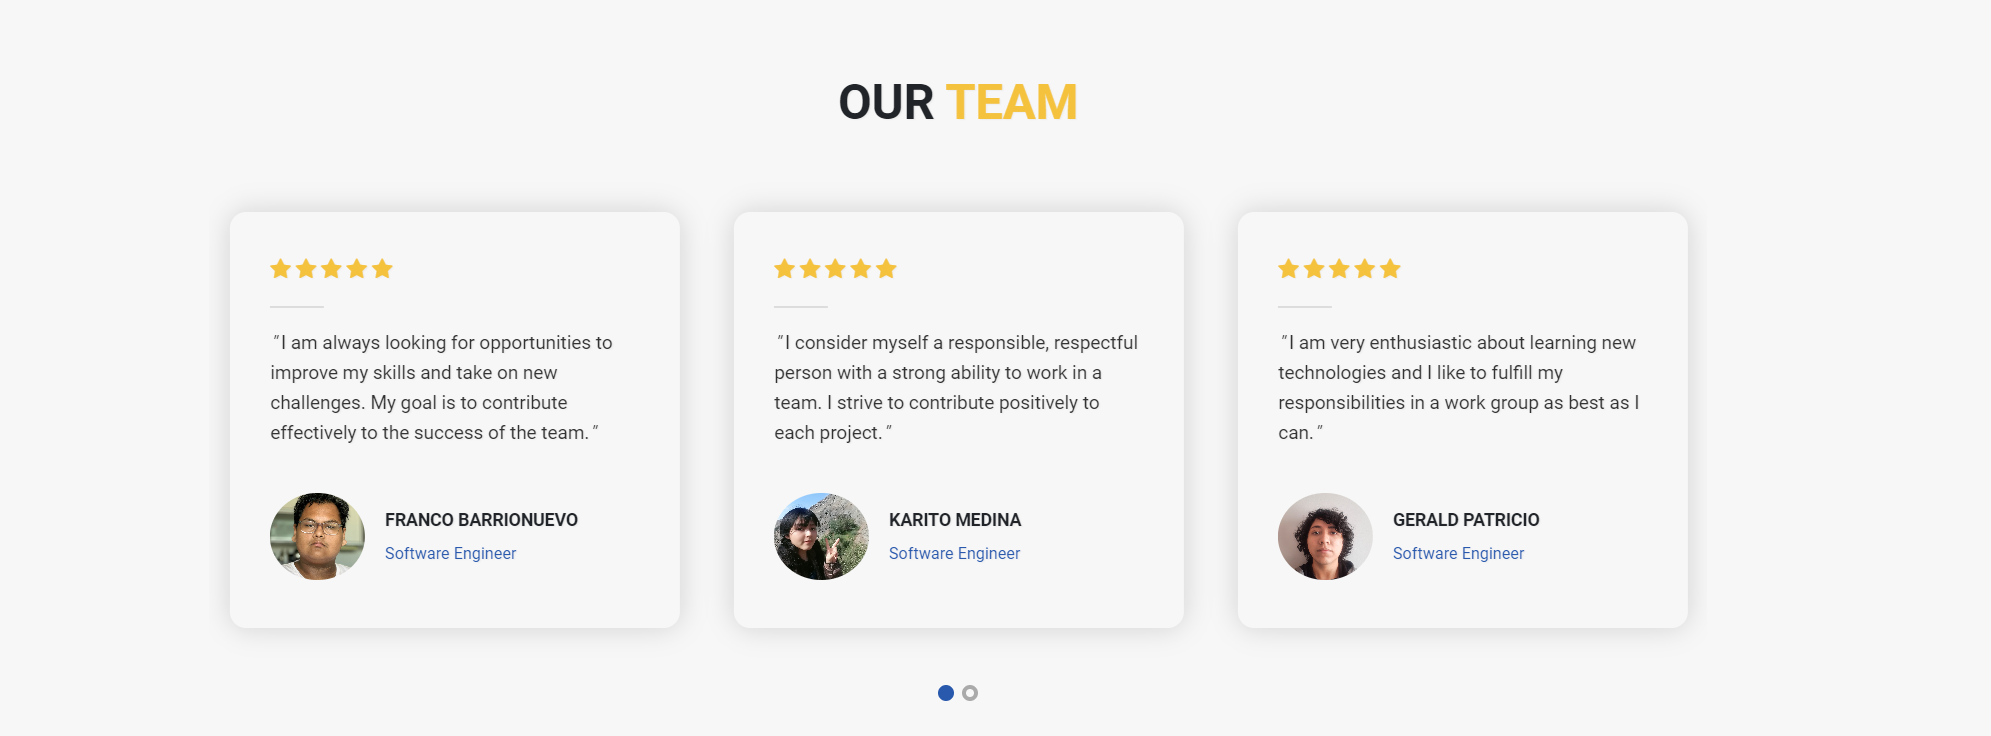 OUR TEAM
"I am always looking for opportunities to
improve my skills and take on new
challenges. My goal is to contribute
effectively to the success of the team."
FRANCO BARRIONUEVO
Software Engineer
"I consider myself a responsible, respectful
person with a strong ability to work in a
team. I strive to contribute positively to
each project."
KARITO MEDINA
Software Engineer
"I am very enthusiastic about learning new
technologies and I like to fulfill my
responsibilities in a work group as best as I
can."
GERALD PATRICIO
Software Engineer